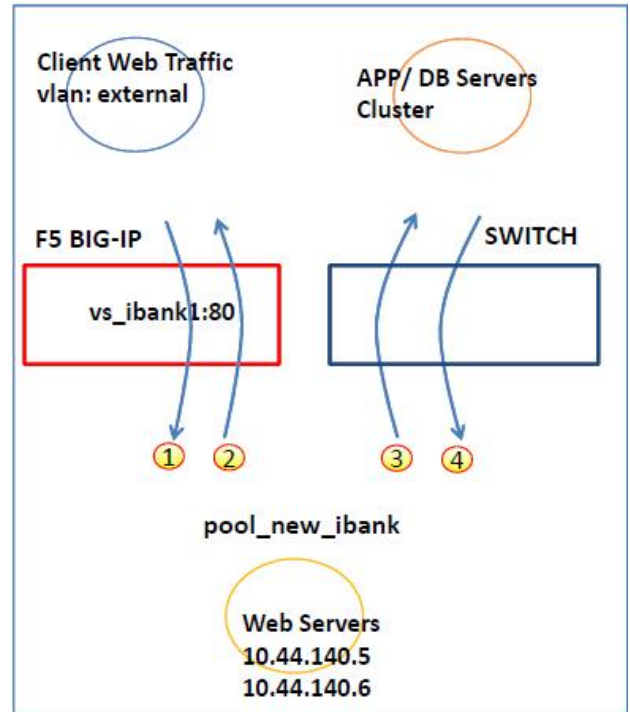 Client Web Traffic
vlan: external
APP/ DB Servers
Cluster
F5 BIG-IP
SWITCH
vs_ibank1:80
1
2
3
4
pool_new_ibank
Web Servers
10.44.140.5
10.44.140.6